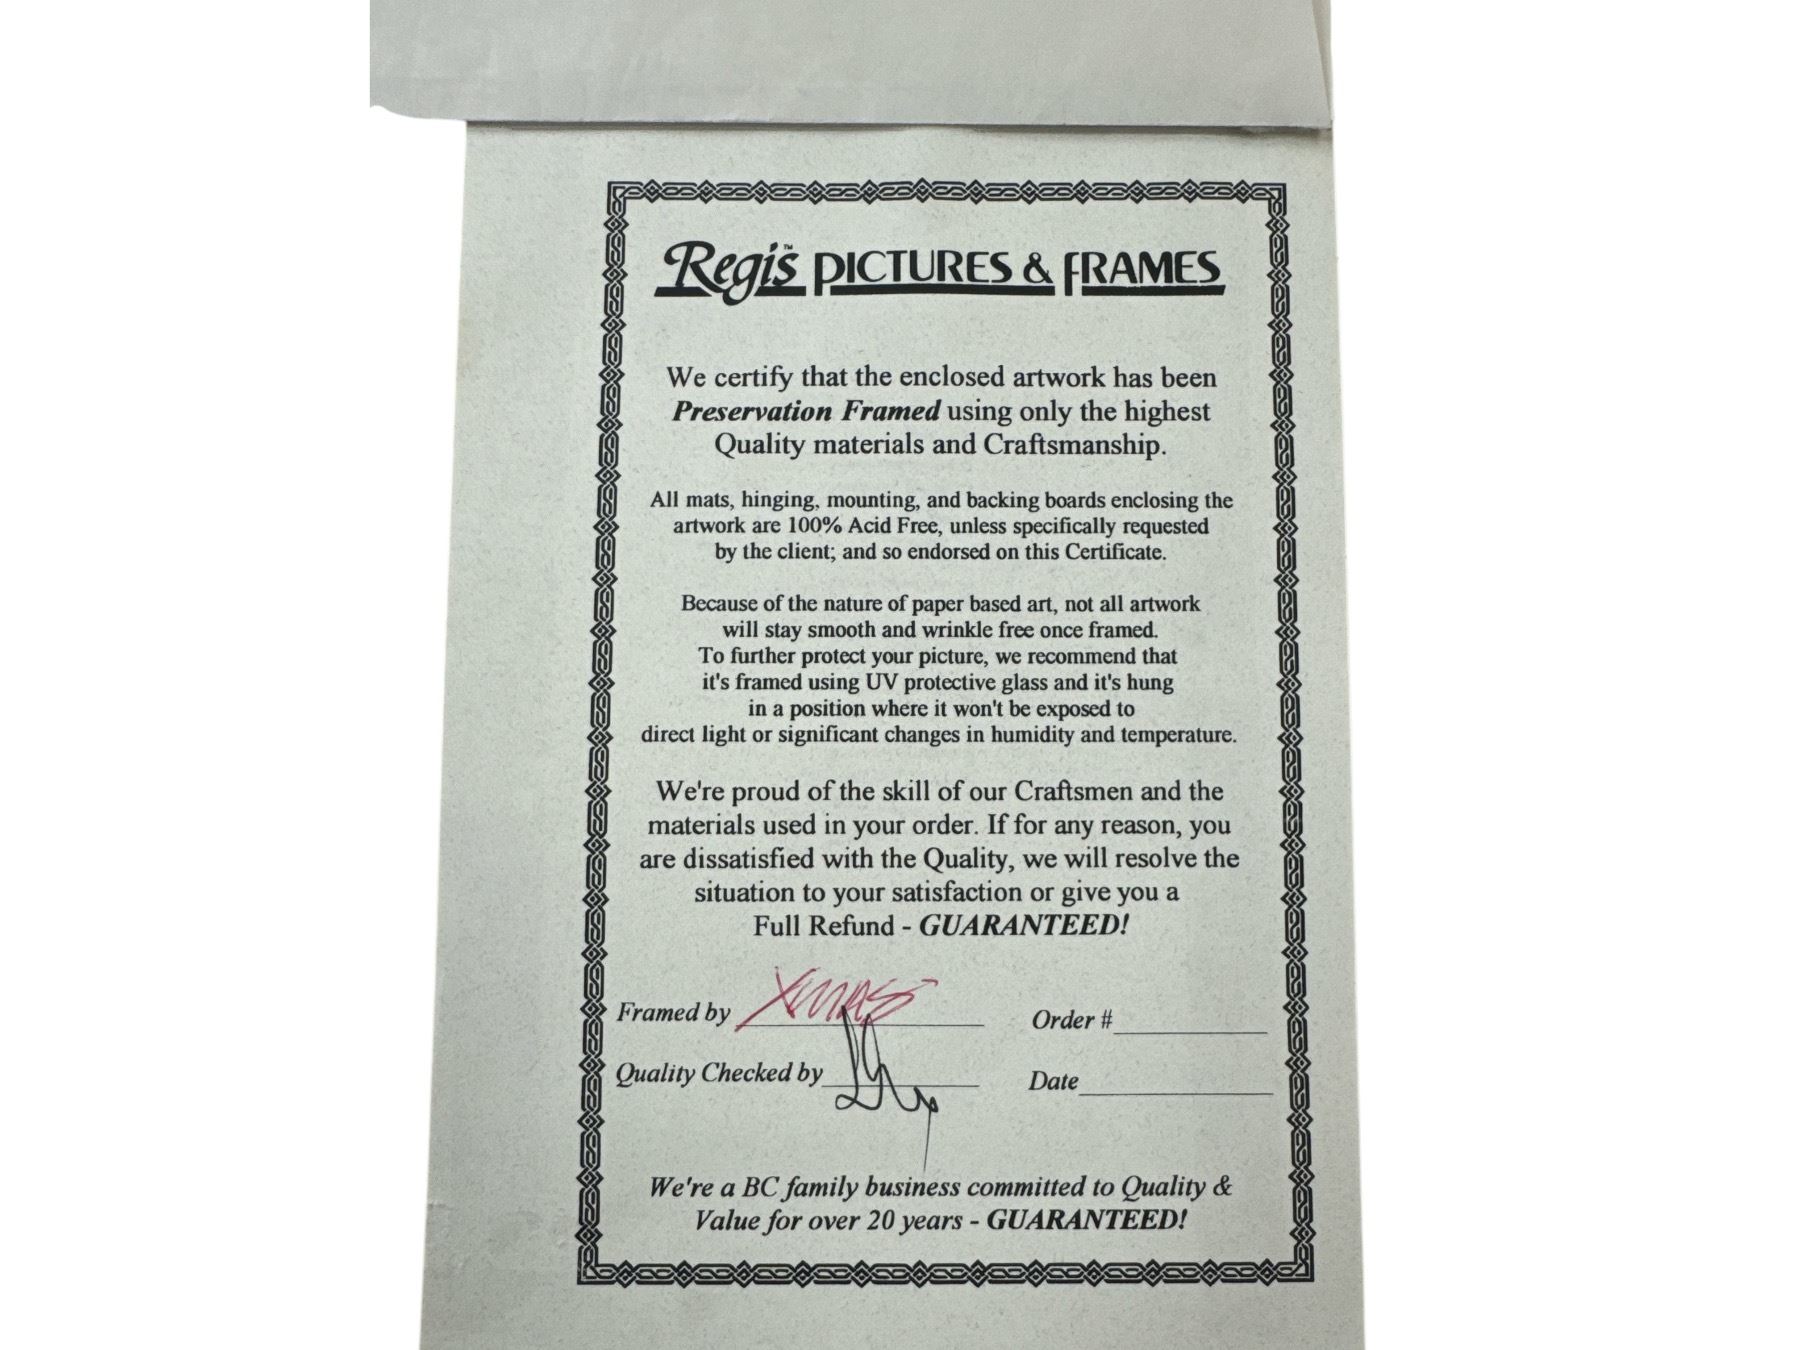 Regis™ PICTURES & FRAMES
We certify that the enclosed artwork has been
Preservation Framed using only the highest
Quality materials and Craftsmanship.
All mats, hinging, mounting, and backing boards enclosing the
artwork are 100% Acid Free, unless specifically requested
by the client; and so endorsed on this Certificate.
Because of the nature of paper based art, not all artwork
will stay smooth and wrinkle free once framed.
To further protect your picture, we recommend that
it's framed using UV protective glass and it's hung
in a position where it won't be exposed to
direct light or significant changes in humidity and temperature.
We're proud of the skill of our Craftsmen and the
materials used in your order. If for any reason, you
are dissatisfied with the Quality, we will resolve the
situation to your satisfaction or give you a
Full Refund - GUARANTEED!
Framed by Order #
Quality Checked by Date
We're a BC family business committed to Quality &
Value for over 20 years - GUARANTEED!